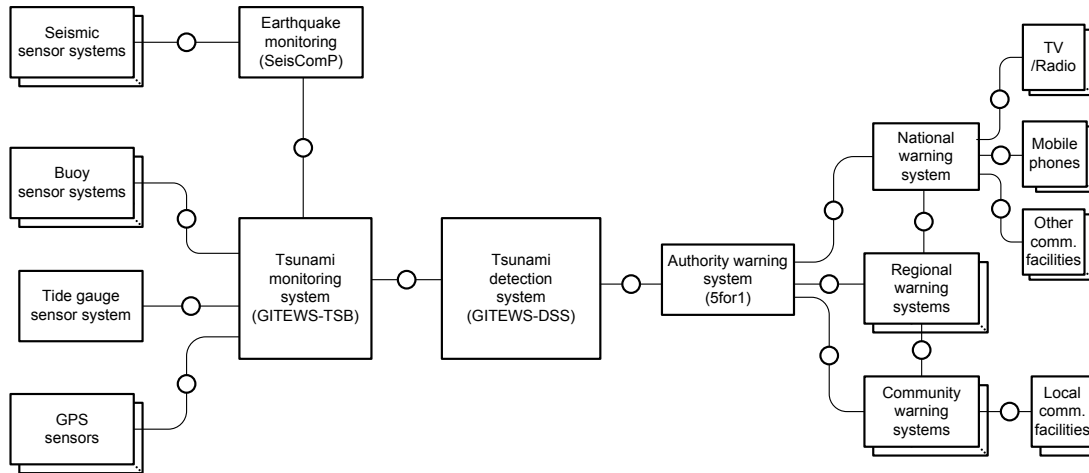 Seismic
sensor systems
Earthquake
monitoring
(SeisComP)
Buoy
sensor systems
Tide gauge
sensor system
GPS
sensors
Tsunami
monitoring
system
(GITEWS-TSB)
Tsunami
detection
system
(GITEWS-DSS)
Authority warning
system
(5for1)
National
warning
system
Regional
warning
systems
Community
warning
systems
TV
/Radio
Mobile
phones
Other
comm.
facilities
Local
comm.
facilities